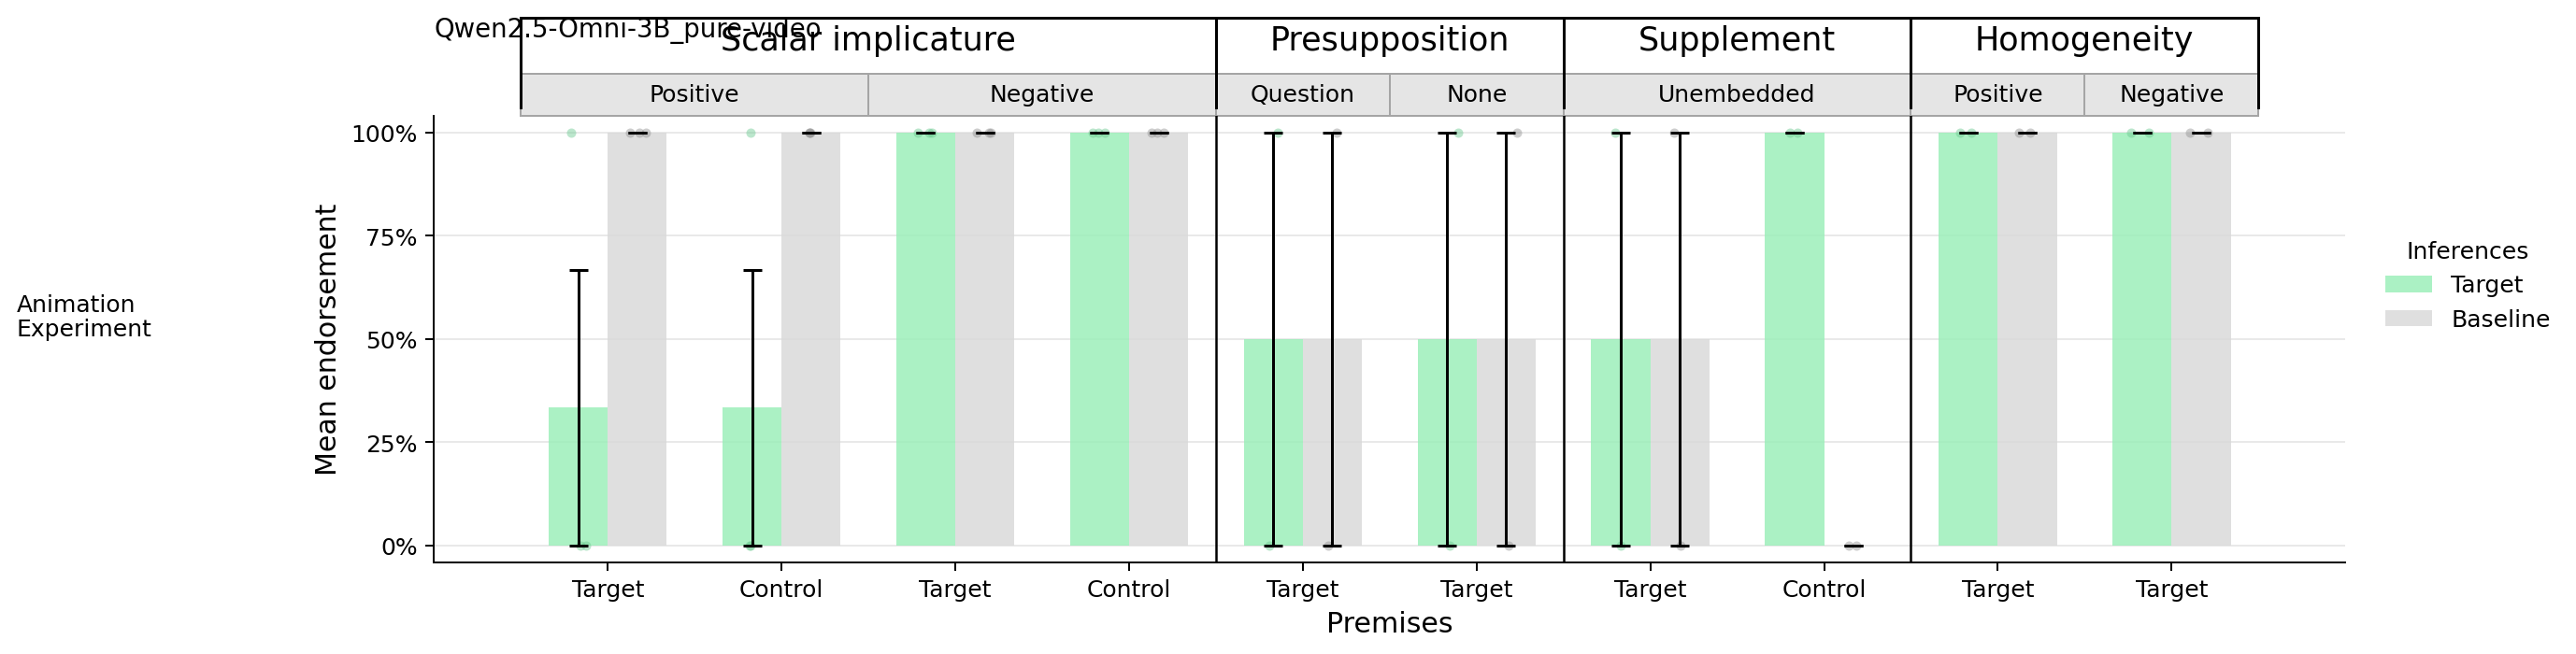 Qwen2.5-Omni-3B_pure-video
Scalar implicature Presupposition Supplement Homogeneity
Positive Negative Question None Unembedded Positive Negative
100%
75%
50%
25%
0%
Mean endorsement
Animation
Experiment
Inferences
Target
Baseline
Target Control Target Control Target Target Target Control Target Target
Premises